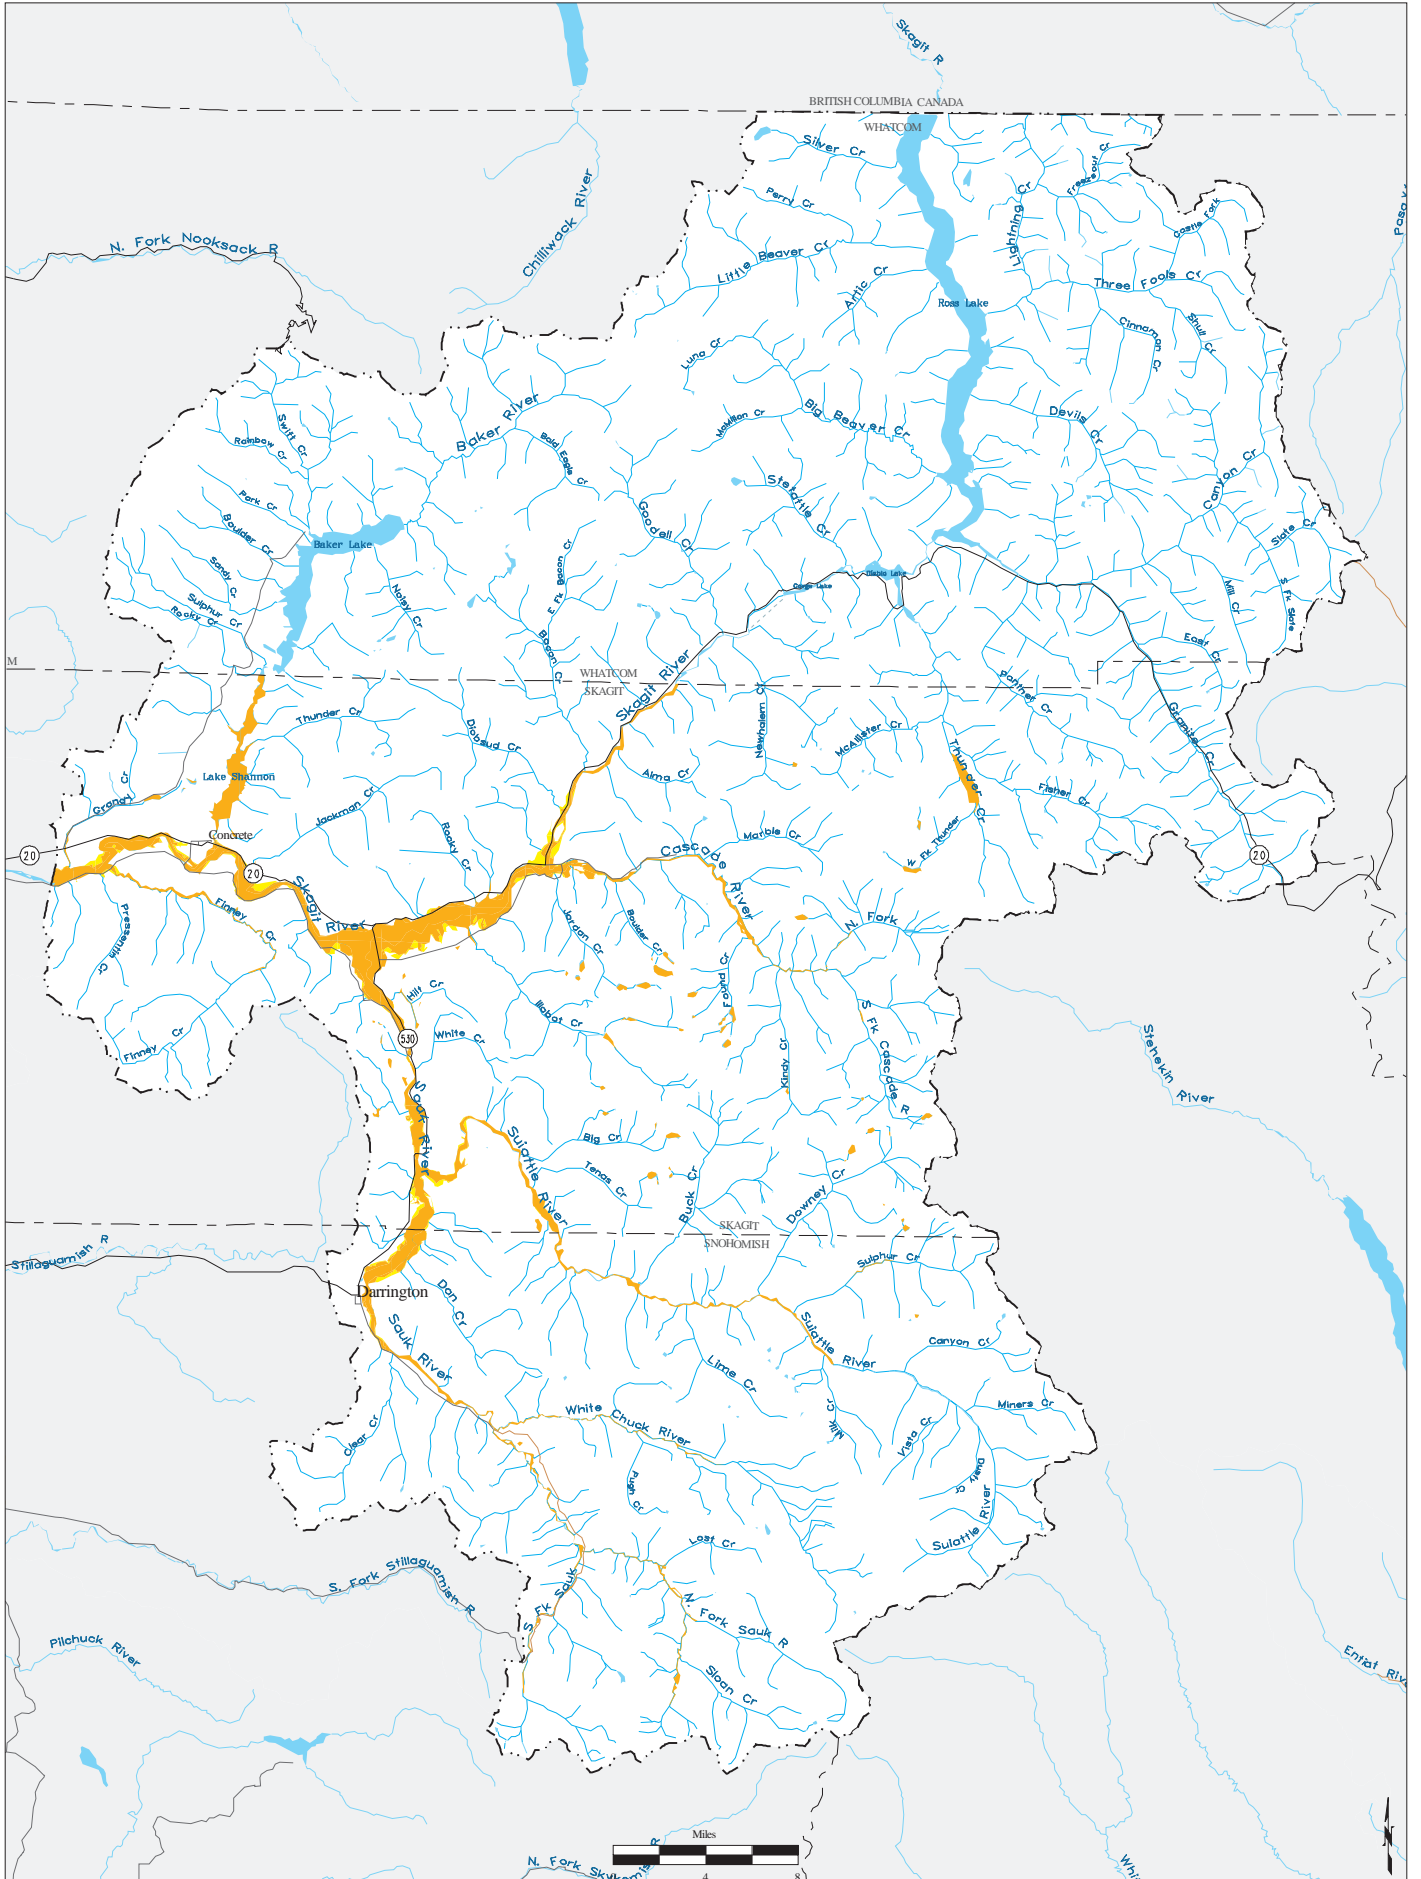 Skagit R
BRITISH COLUMBIA CANADA
WHATCOM
Silver Cr
Freezeout Cr
Perry Cr
Lightning Cr
Castle Fork
Chilliwack River
N. Fork Nooksack R
Little Beaver Cr
Artic Cr
Three Fools Cr
Ross Lake
Cinnamon Cr
Shull Cr
Luna Cr
Baker River
McMillan Cr
Big Beaver Cr
Devils Cr
Swift Cr
Rainbow Cr
Bald Eagle Cr
Canyon Cr
Park Cr
Stetattle Cr
Goodell Cr
Boulder Cr
Slate Cr
Baker Lake
Sandy Cr
E. Fk Bacon Cr
Diablo Lake
Gorge Lake
Noisy Cr
Mill Cr
S Fk Slate
Sulphur Cr
Rocky Cr
Bacon Cr
East Cr
M
WHATCOM
SKAGIT
Skagit River
Panther Cr
Newhalem Cr
Granite Cr
Thunder Cr
Diobsud Cr
McAllister Cr
Thunder Cr
Lake Shannon
Alma Cr
Grandy Cr
Jackman Cr
Fisher Cr
Concrete
Rocky Cr
Marble Cr
W Fk Thunder
20
20
20
Cascade River
Skagit River
Finney Cr
Pressentin Cr
Jordan Cr
Boulder Cr
N. Fork
Found Cr
Hilt Cr
Illabot Cr
S Fk Cascade R
530
White Cr
Finney Cr
Kindy Cr
Stehekin River
Sauk River
Suiattle River
Big Cr
Tenas Cr
Buck Cr
Downey Cr
SKAGIT
SNOHOMISH
Stillaguamish R
Sulphur Cr
Darrington
Don Cr
Sauk River
Suiattle River
Canyon Cr
Lime Cr
White Chuck River
Milk Cr
Miners Cr
Vista Cr
Clear Cr
Pugh Cr
Dusty Cr
Suiattle River
Lost Cr
S. Fork Stillaguamish R
S Fk Sauk
N. Fork Sauk R
Pilchuck River
Sloan Cr
Miles
N
N. Fork Skykomish R
4
8